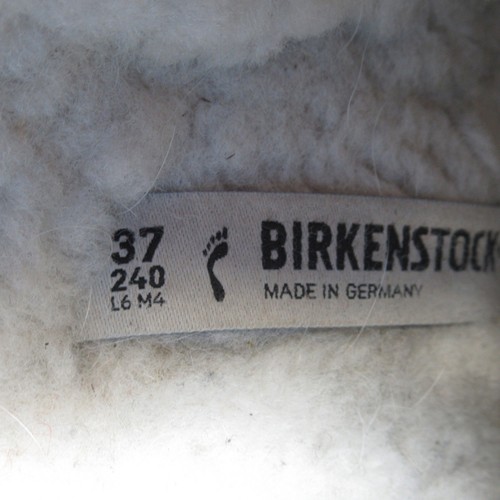 37
240
L6 M4
BIRKENSTOCK
MADE IN GERMANY